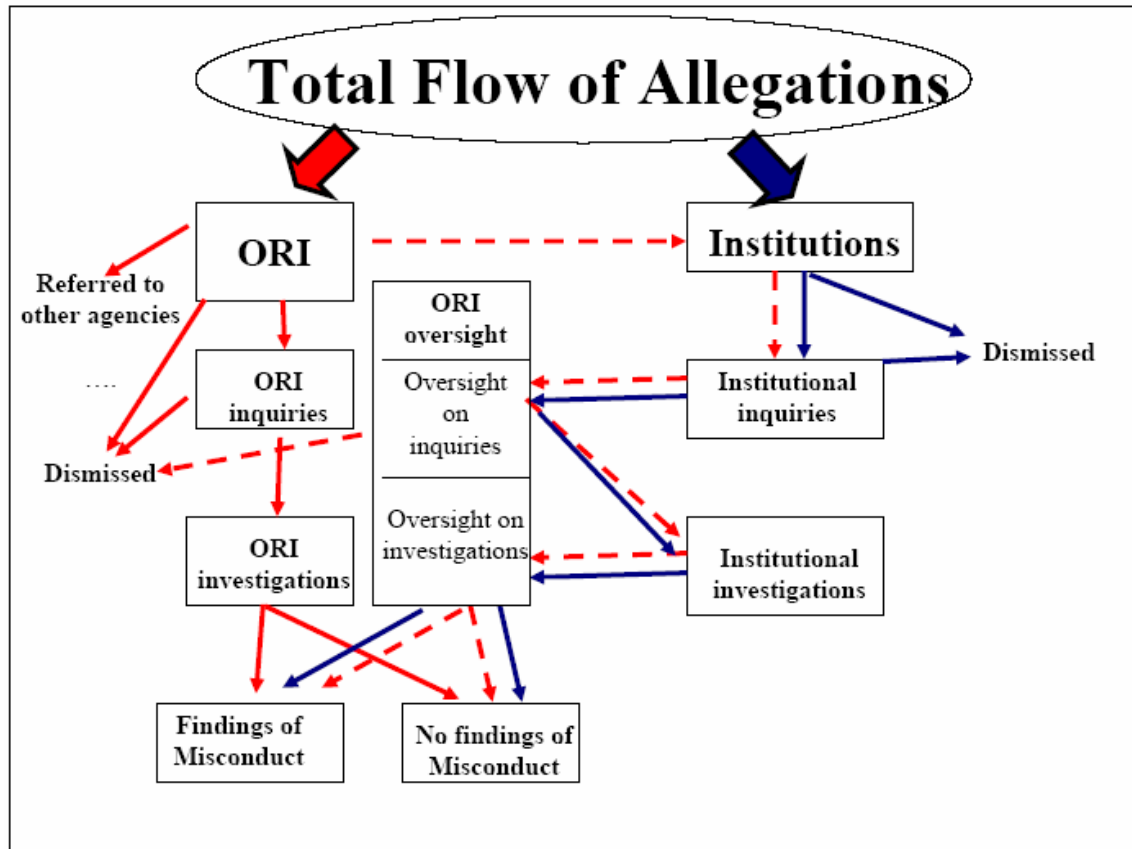 Total Flow of Allegations
ORI
Institutions
Referred to
other agencies
ORI
oversight
....
ORI
inquiries
Oversight
on
inquiries
Institutional
inquiries
Dismissed
Dismissed
ORI
investigations
Oversight on
investigations
Institutional
investigations
Findings of
Misconduct
No findings of
Misconduct